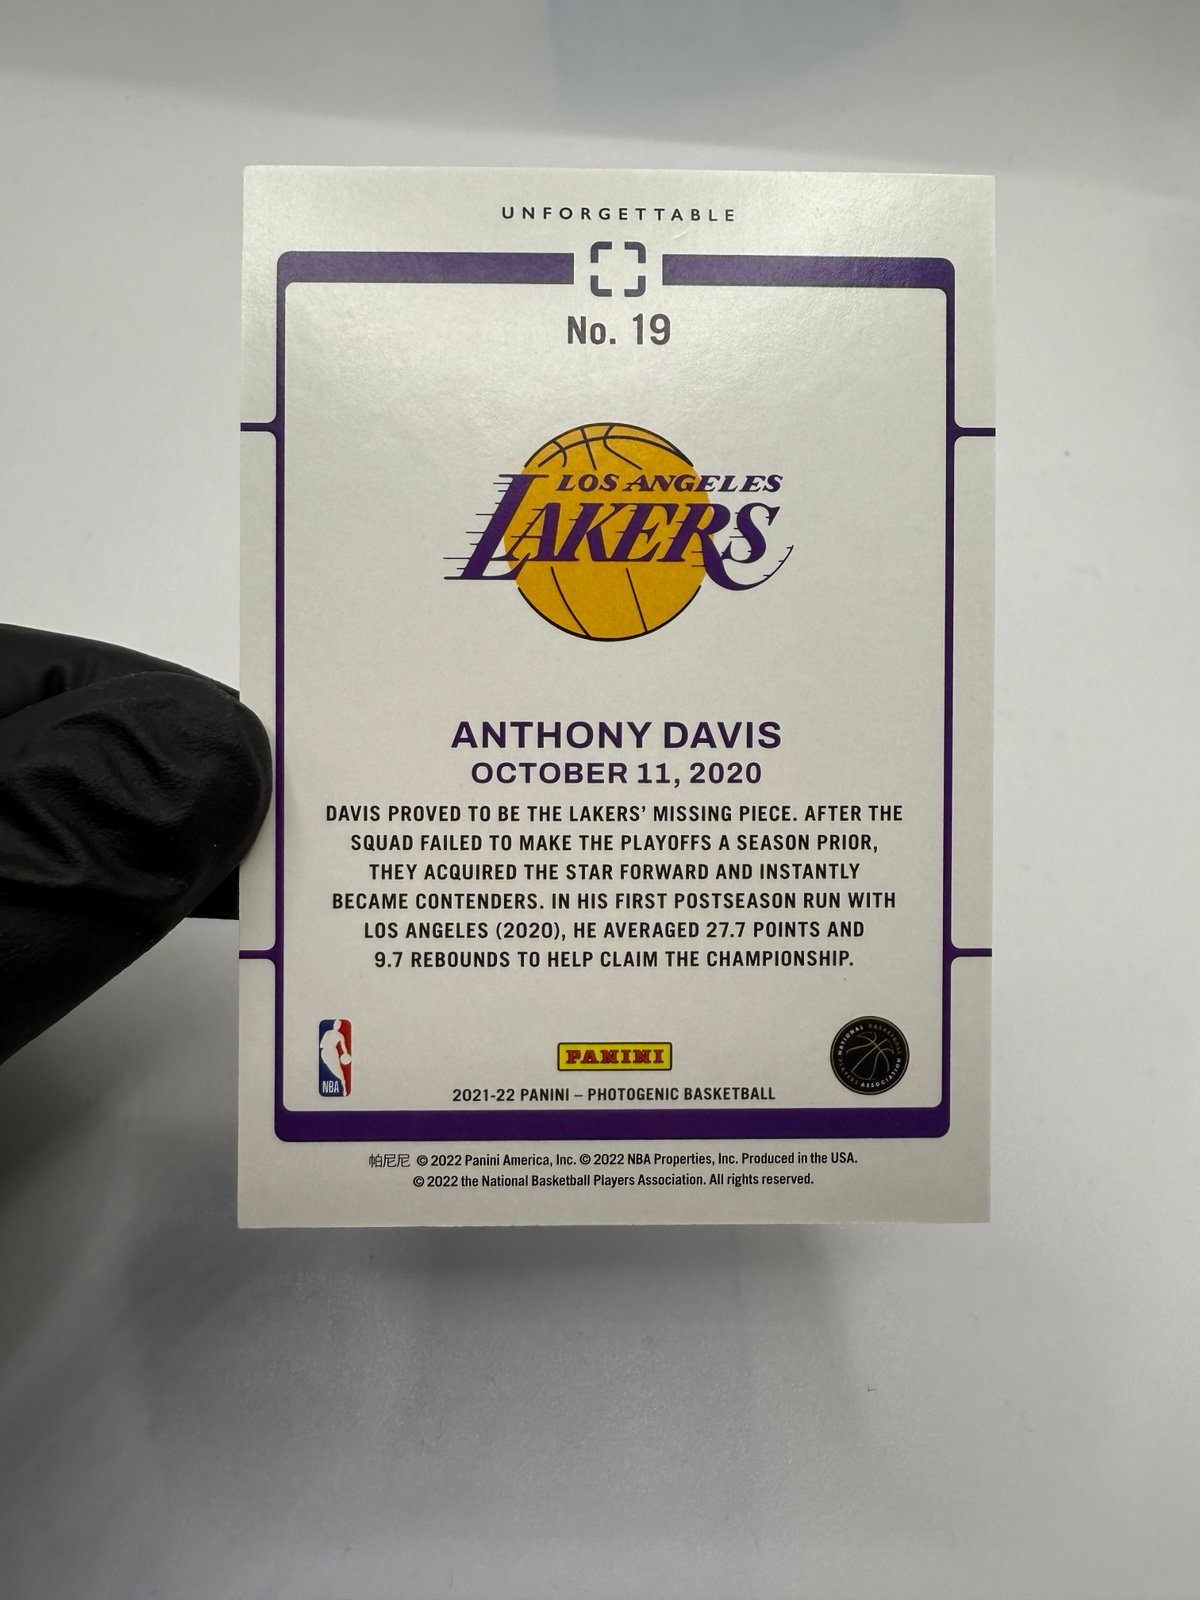 UNFORGETTABLE
No. 19
LOS ANGELES
LAKERS
ANTHONY DAVIS
OCTOBER 11, 2020
DAVIS PROVED TO BE THE LAKERS' MISSING PIECE. AFTER THE
SQUAD FAILED TO MAKE THE PLAYOFFS A SEASON PRIOR,
THEY ACQUIRED THE STAR FORWARD AND INSTANTLY
BECAME CONTENDERS. IN HIS FIRST POSTSEASON RUN WITH
LOS ANGELES (2020), HE AVERAGED 27.7 POINTS AND
9.7 REBOUNDS TO HELP CLAIM THE CHAMPIONSHIP.
NBA
PANINI
NATIONAL BASKETBALL PLAYERS ASSOCIATION
2021-22 PANINI – PHOTOGENIC BASKETBALL
帕尼尼 © 2022 Panini America, Inc. © 2022 NBA Properties, Inc. Produced in the USA.
© 2022 the National Basketball Players Association. All rights reserved.